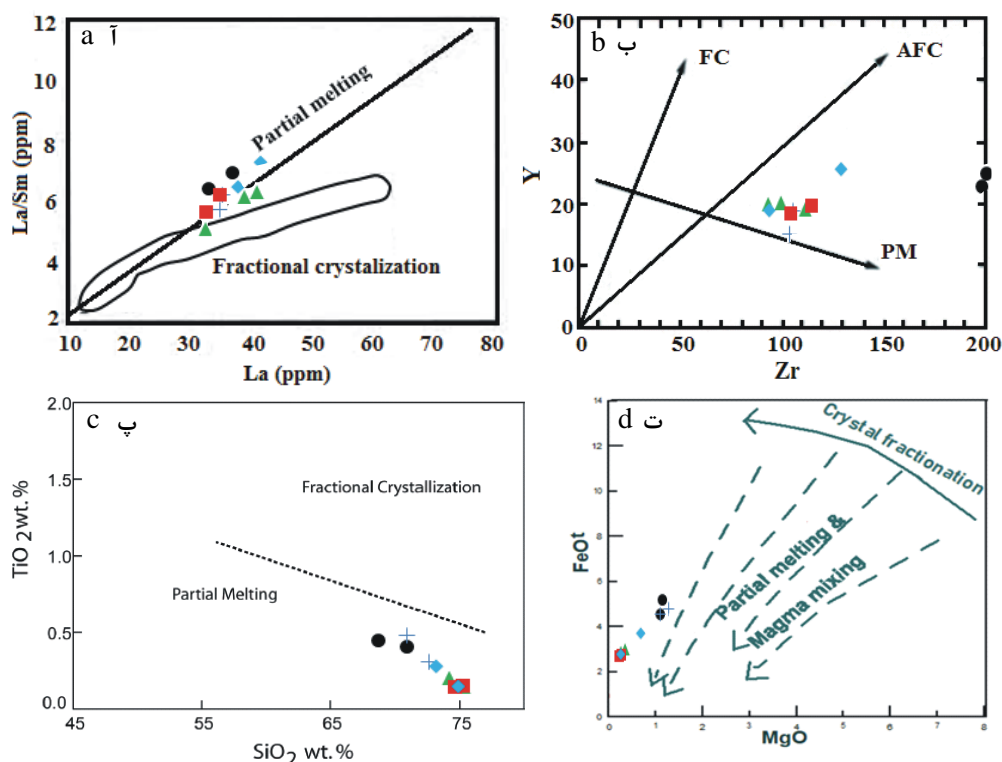 a آ
12
10
8
6
4
2
La/Sm (ppm)
Partial melting
Fractional crystalization
10 20 30 40 50 60 70 80
La (ppm)
b ب
50
40
30
20
10
0
Y
FC
AFC
PM
0 50 100 150 200
Zr
c پ
2.0
1.5
1.0
0.5
0.0
TiO2 wt.%
Fractional Crystallization
Partial Melting
45 55 65 75
SiO2 wt.%
d ت
14
12
10
8
6
4
2
0
FeOt
Crystal fractionation
Partial melting &
Magma mixing
0 1 2 3 4 5 6 7 8
MgO